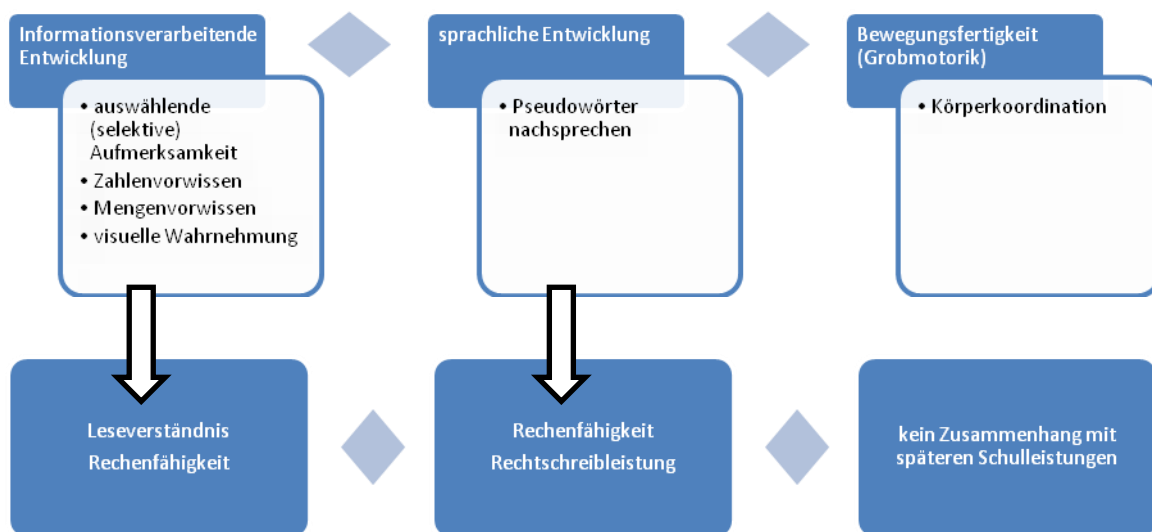 Informationsverarbeitende
Entwicklung
• auswählende
(selektive)
Aufmerksamkeit
• Zahlenvorwissen
• Mengenvorwissen
• visuelle Wahrnehmung
sprachliche Entwicklung
• Pseudowörter
nachsprechen
Bewegungsfertigkeit
(Grobmotorik)
• Körperkoordination
Leseverständnis
Rechenfähigkeit
Rechenfähigkeit
Rechtschreibleistung
kein Zusammenhang mit
späteren Schulleistungen